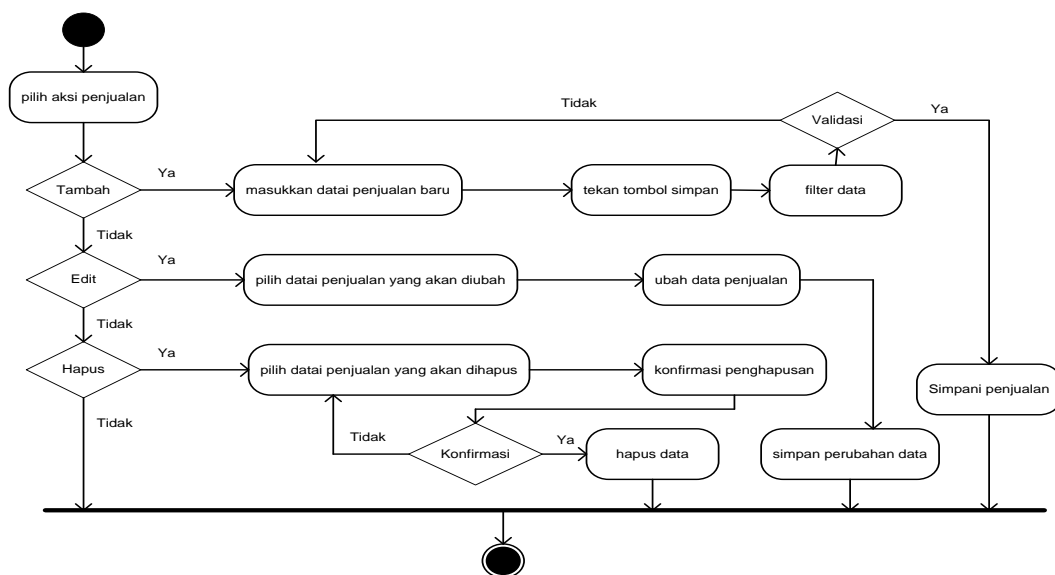 pilih aksi penjualan
Tidak
Validasi
Ya
Tambah
Ya
masukkan datai penjualan baru
tekan tombol simpan
filter data
Tidak
Edit
Ya
pilih datai penjualan yang akan diubah
ubah data penjualan
Tidak
Hapus
Ya
pilih datai penjualan yang akan dihapus
konfirmasi penghapusan
Simpani penjualan
Tidak
Tidak
Konfirmasi
Ya
hapus data
simpan perubahan data